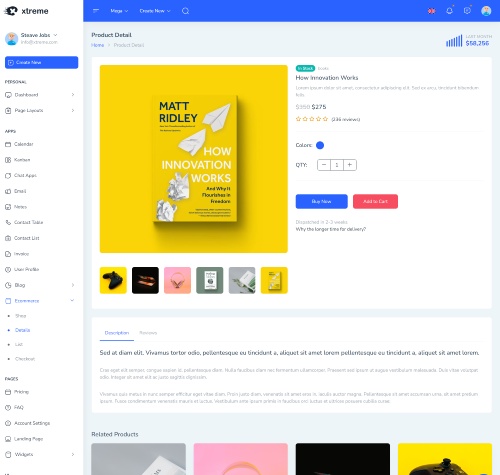 xtreme
Mega
Create New
Steave Jobs
info@xtreme.com
Create New
PERSONAL
Dashboard
Page Layouts
APPS
Calendar
Kanban
Chat Apps
Email
Notes
Contact Table
Contact List
Invoice
User Profile
Blog
Ecommerce
Shop
Details
List
Checkout
PAGES
Pricing
FAQ
Account Settings
Landing Page
Widgets
Product Detail
Home
Product Detail
LAST MONTH
$58,256
MATT
RIDLEY
HOW
INNOVATION
WORKS
And Why It
Flourishes in
Freedom
In Stock
books
How Innovation Works
Lorem ipsum dolor sit amet, consectetur adipiscing elit. Sed ex arcu, tincidunt bibendum
felis.
$350 $275
(236 reviews)
Colors:
QTY:
1
Buy Now
Add to Cart
Dispatched in 2-3 weeks
Why the longer time for delivery?
Description
Reviews
Sed at diam elit. Vivamus tortor odio, pellentesque eu tincidunt a, aliquet sit amet lorem pellentesque eu tincidunt a, aliquet sit amet lorem.
Related Products